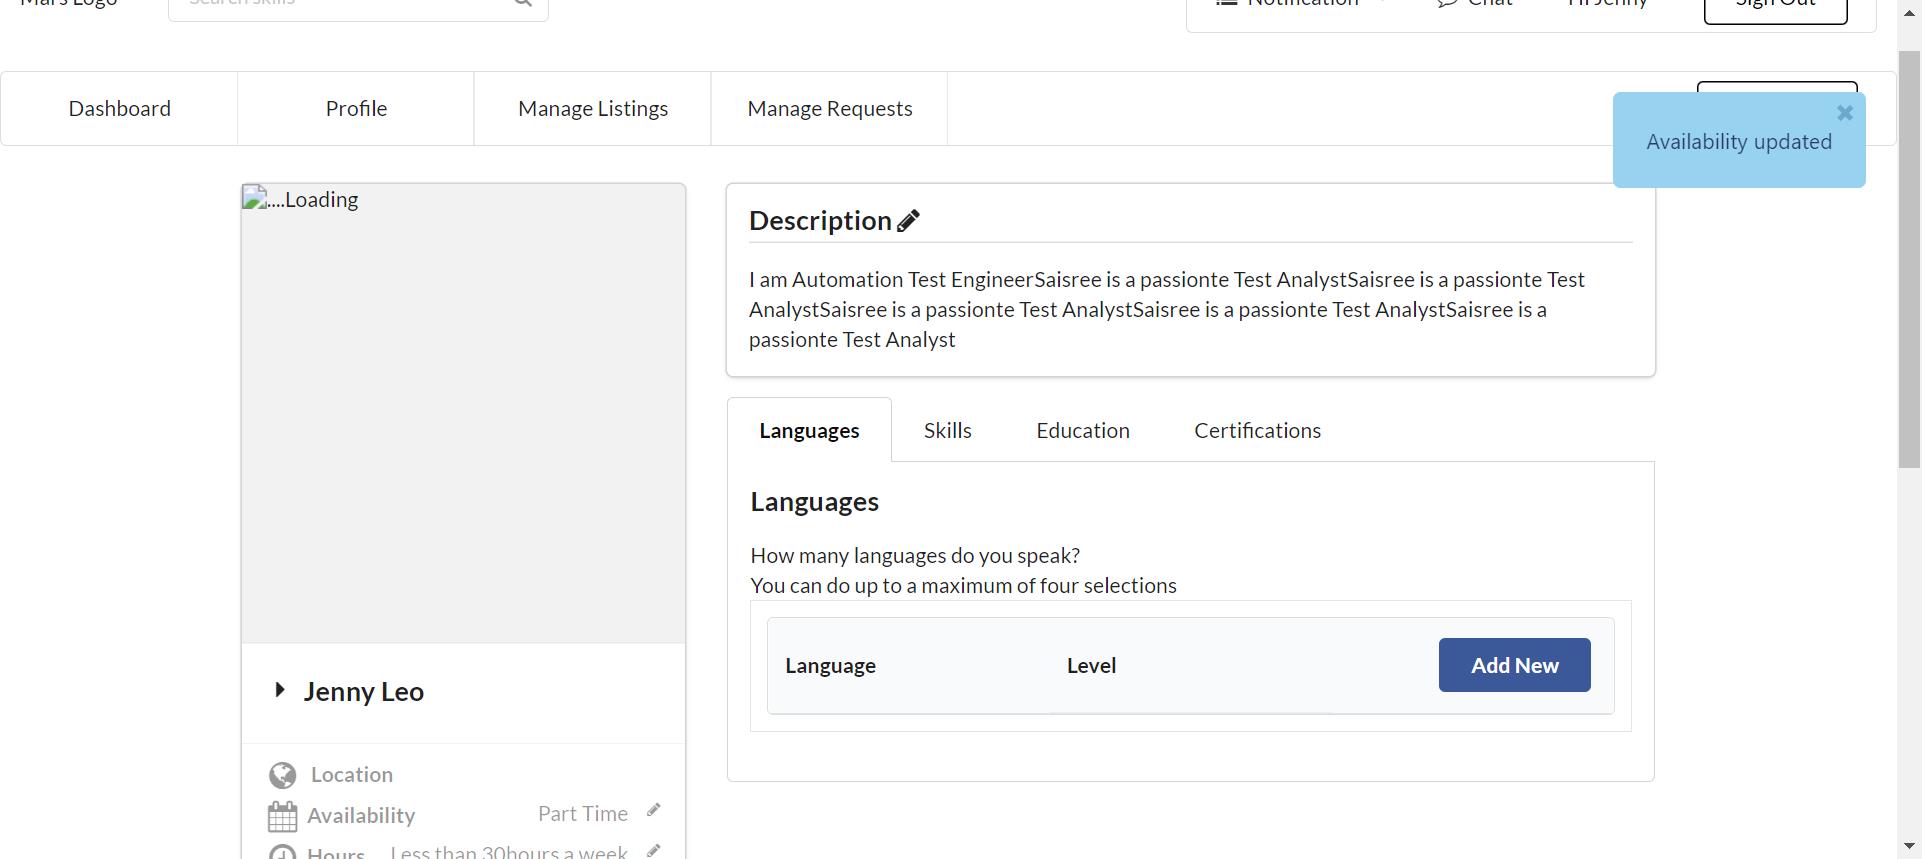 Mars Logo
Search skills
Notification
Chat
Hi Jenny
Sign Out
Dashboard
Profile
Manage Listings
Manage Requests
Availability updated
....Loading
Description
I am Automation Test EngineerSaisree is a passionte Test AnalystSaisree is a passionte Test
AnalystSaisree is a passionte Test AnalystSaisree is a passionte Test AnalystSaisree is a
passionte Test Analyst
Languages
Skills
Education
Certifications
Languages
How many languages do you speak?
You can do up to a maximum of four selections
Language
Level
Add New
Jenny Leo
Location
Availability
Part Time
Hours
Less than 30hours a week